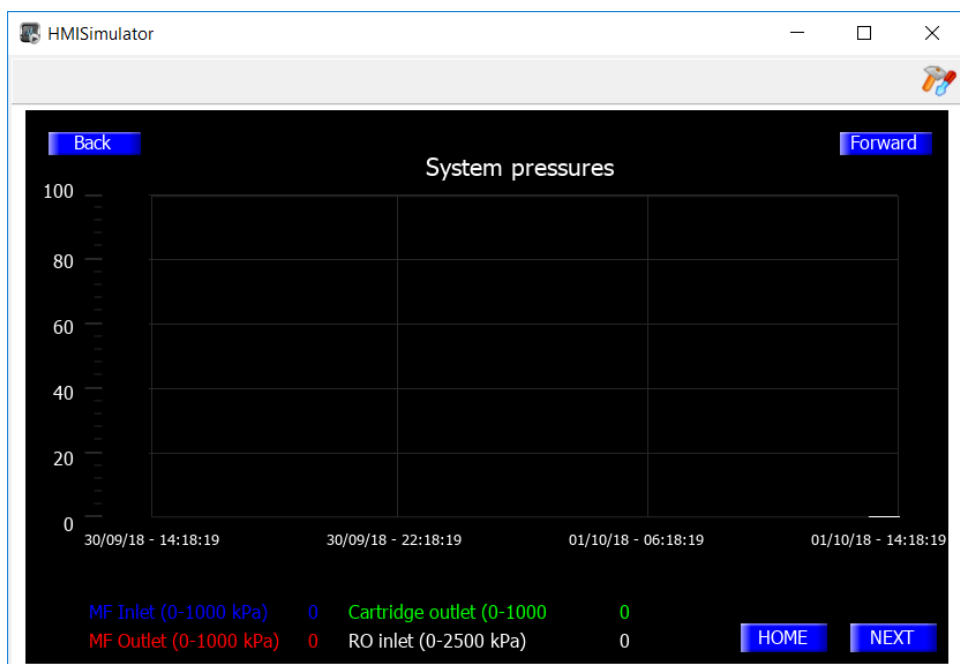 HMISimulator
Back
Forward
System pressures
100
80
60
40
20
0
30/09/18 - 14:18:19 30/09/18 - 22:18:19 01/10/18 - 06:18:19 01/10/18 - 14:18:19
MF Inlet (0-1000 kPa) 0 Cartridge outlet (0-1000 0
MF Outlet (0-1000 kPa) 0 RO inlet (0-2500 kPa) 0
HOME NEXT